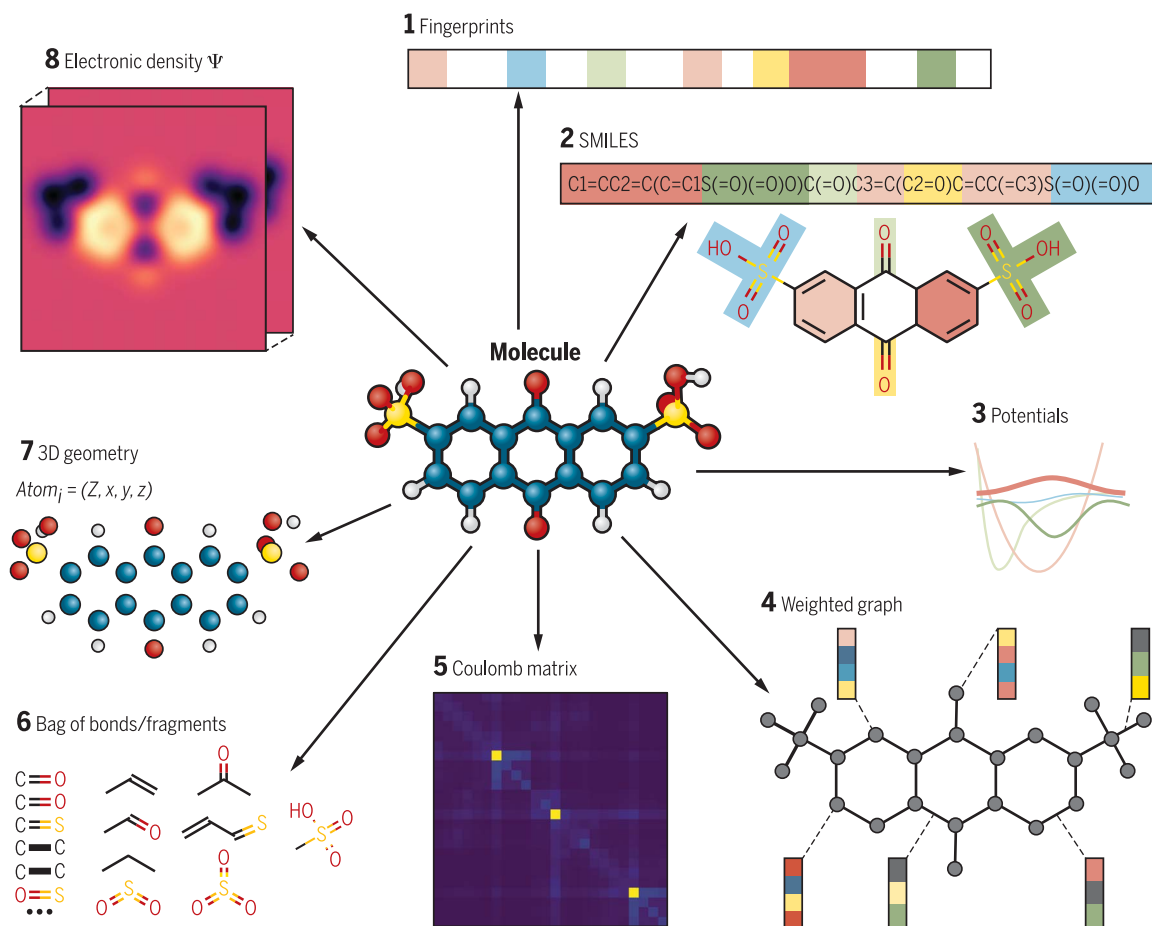 1 Fingerprints
8 Electronic density Ψ
2 SMILES
C1=CC2=C(C=C1S(=O)(=O)O)C(=O)C3=C(C2=O)C=CC(=C3)S(=O)(=O)O
O
O
O
HO
S
S
OH
O
O
O
Molecule
3 Potentials
7 3D geometry
Atomi = (Z, x, y, z)
4 Weighted graph
5 Coulomb matrix
6 Bag of bonds/fragments
C O
C O
C S
C C
C C
O S
•••
O
O
S
HO
O
S
O
O
S
O
O
S
O
O